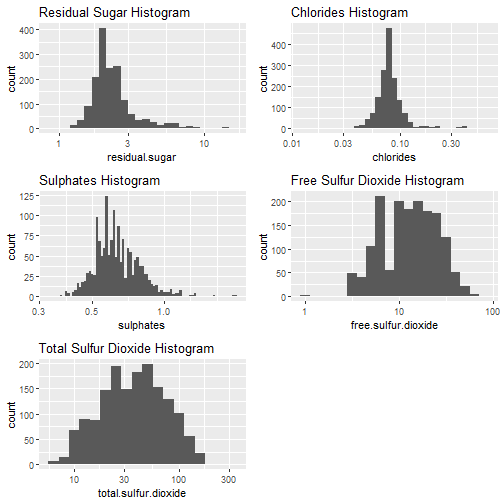 Residual Sugar Histogram
count
400
300
200
100
0
1
3
10
residual.sugar
Chlorides Histogram
count
400
300
200
100
0
0.01
0.03
0.10
0.30
chlorides
Sulphates Histogram
count
125
100
75
50
25
0
0.3
0.5
1.0
sulphates
Free Sulfur Dioxide Histogram
count
200
150
100
50
0
1
10
100
free.sulfur.dioxide
Total Sulfur Dioxide Histogram
count
200
150
100
50
0
10
30
100
300
total.sulfur.dioxide